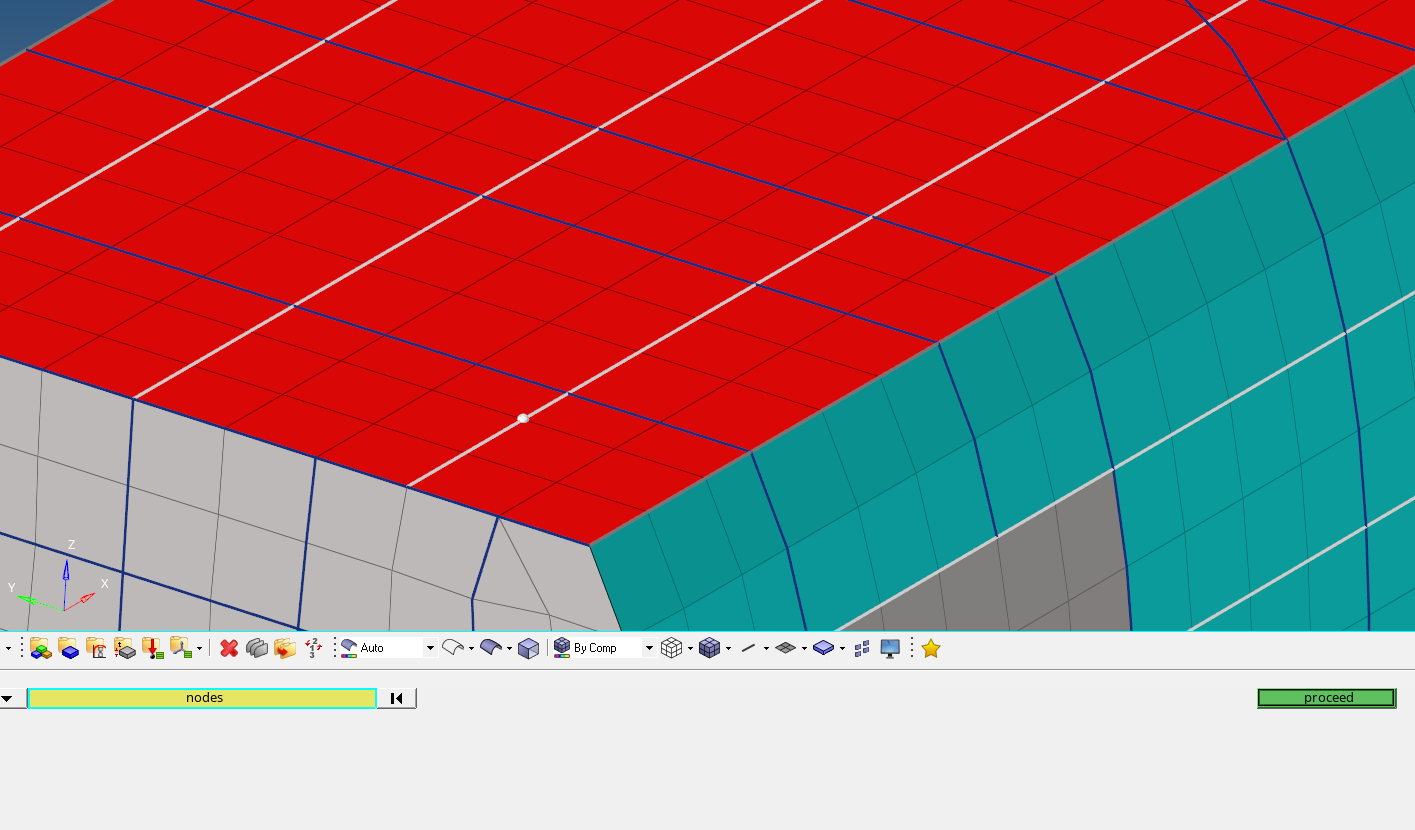 Z
Y
X
Auto
By Comp
nodes
proceed